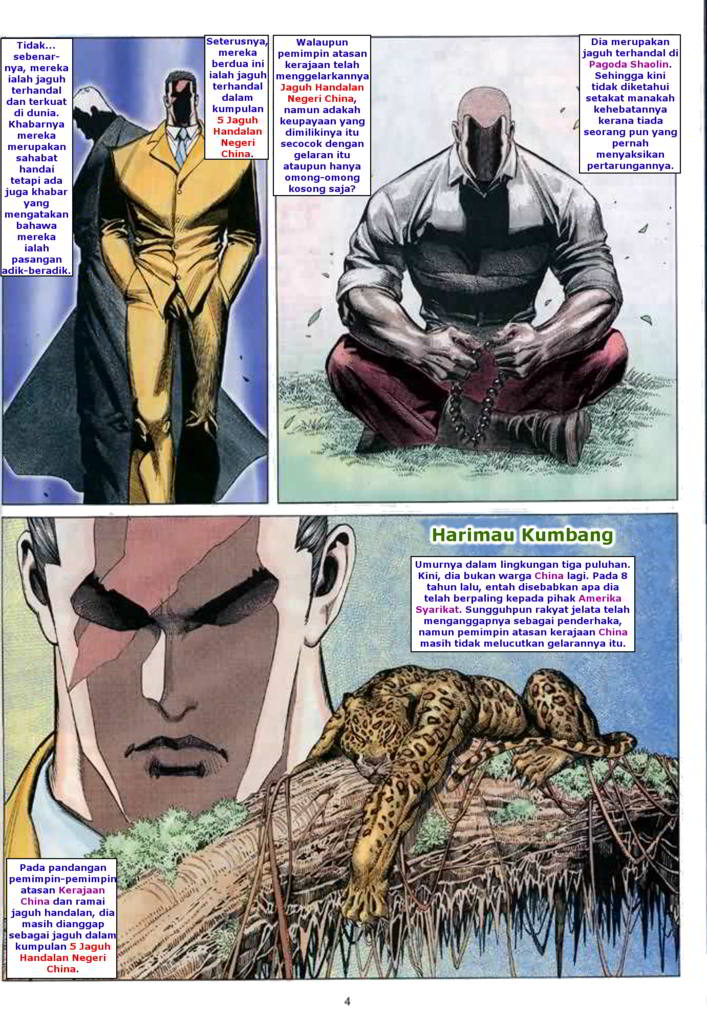 Tidak...
sebenar-
nya, mereka
ialah jaguh
terhandal
dan terkuat
di dunia.
Khabarnya
mereka
merupakan
sahabat
handai
tetapi ada
juga khabar
yang
mengatakan
bahawa
mereka
ialah
pasangan
adik-beradik.
Seterusnya,
mereka
berdua ini
ialah jaguh
terhandal
dalam
kumpulan
5 Jaguh
Handalan
Negeri
China.
Walaupun
pemimpin atasan
kerajaan telah
menggelarkannya
Jaguh Handalan
Negeri China,
namun adakah
keupayaan yang
dimilikinya itu
secocok dengan
gelaran itu
ataupun hanya
omong-omong
kosong saja?
Dia merupakan
jaguh terhandal di
Pagoda Shaolin.
Sehingga kini
tidak diketahui
setakat manakah
kehebatannya
kerana tiada
seorang pun yang
pernah
menyaksikan
pertarungannya.
Harimau Kumbang
Umurnya dalam lingkungan tiga puluhan.
Kini, dia bukan warga China lagi. Pada 8
tahun lalu, entah disebabkan apa dia
telah berpaling kepada pihak Amerika
Syarikat. Sungguhpun rakyat jelata telah
menganggapnya sebagai penderhaka,
namun pemimpin atasan kerajaan China
masih tidak melucutkan gelarannya itu.
Pada pandangan
pemimpin-pemimpin
atasan Kerajaan
China dan ramai
jaguh handalan, dia
masih dianggap
sebagai jaguh dalam
kumpulan 5 Jaguh
Handalan Negeri
China.
4